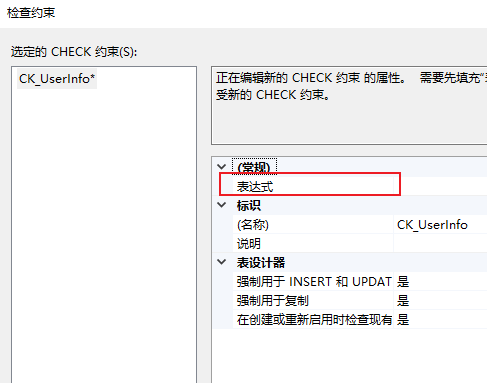 检查约束
选定的 CHECK 约束(S):
CK_UserInfo*
正在编辑新的 CHECK 约束 的属性。 需要先填充"
受新的 CHECK 约束。
(常规)
表达式
标识
(名称) CK_UserInfo
说明
表设计器
强制用于 INSERT 和 UPDAT 是
强制用于复制 是
在创建或重新启用时检查现有 是